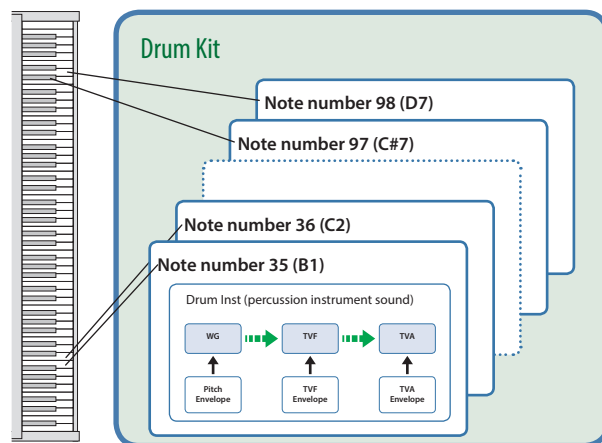 Drum Kit
Note number 98 (D7)
Note number 97 (C#7)
Note number 36 (C2)
Note number 35 (B1)
Drum Inst (percussion instrument sound)
WG TVF TVA
Pitch Envelope
TVF Envelope
TVA Envelope